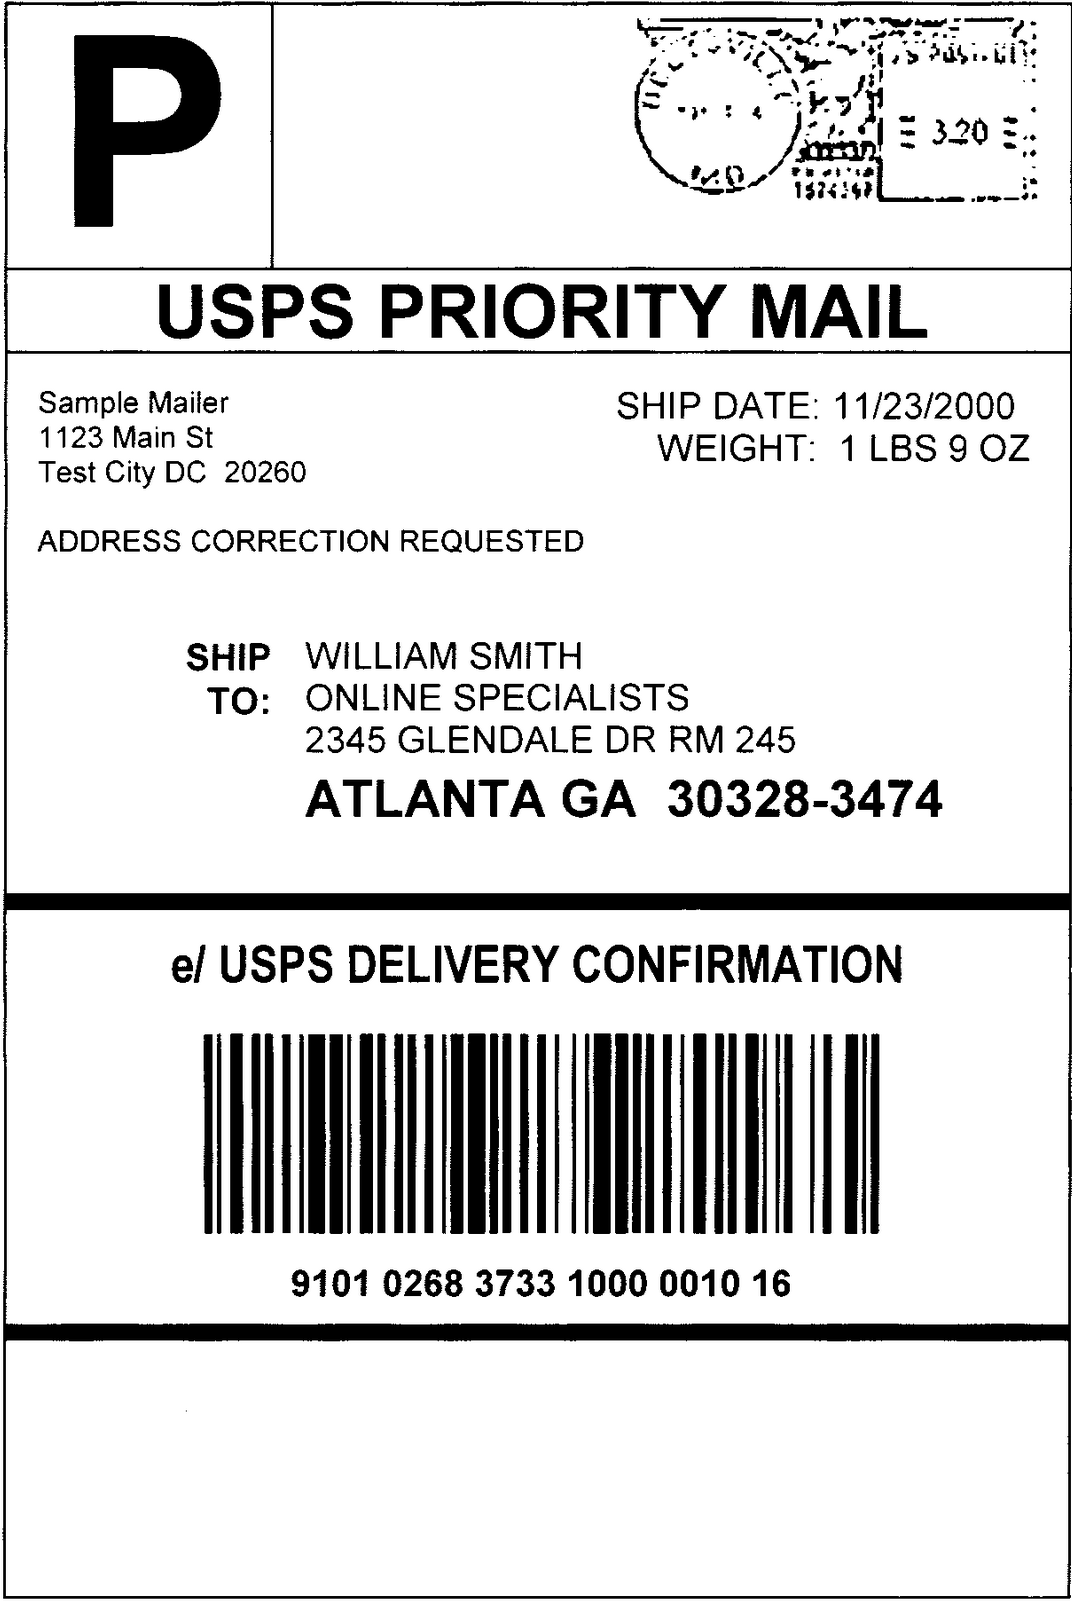 P
3.20
USPS PRIORITY MAIL
Sample Mailer
1123 Main St
Test City DC 20260
SHIP DATE: 11/23/2000
WEIGHT: 1 LBS 9 OZ
ADDRESS CORRECTION REQUESTED
SHIP WILLIAM SMITH
TO: ONLINE SPECIALISTS
2345 GLENDALE DR RM 245
ATLANTA GA 30328-3474
e/ USPS DELIVERY CONFIRMATION
9101 0268 3733 1000 0010 16